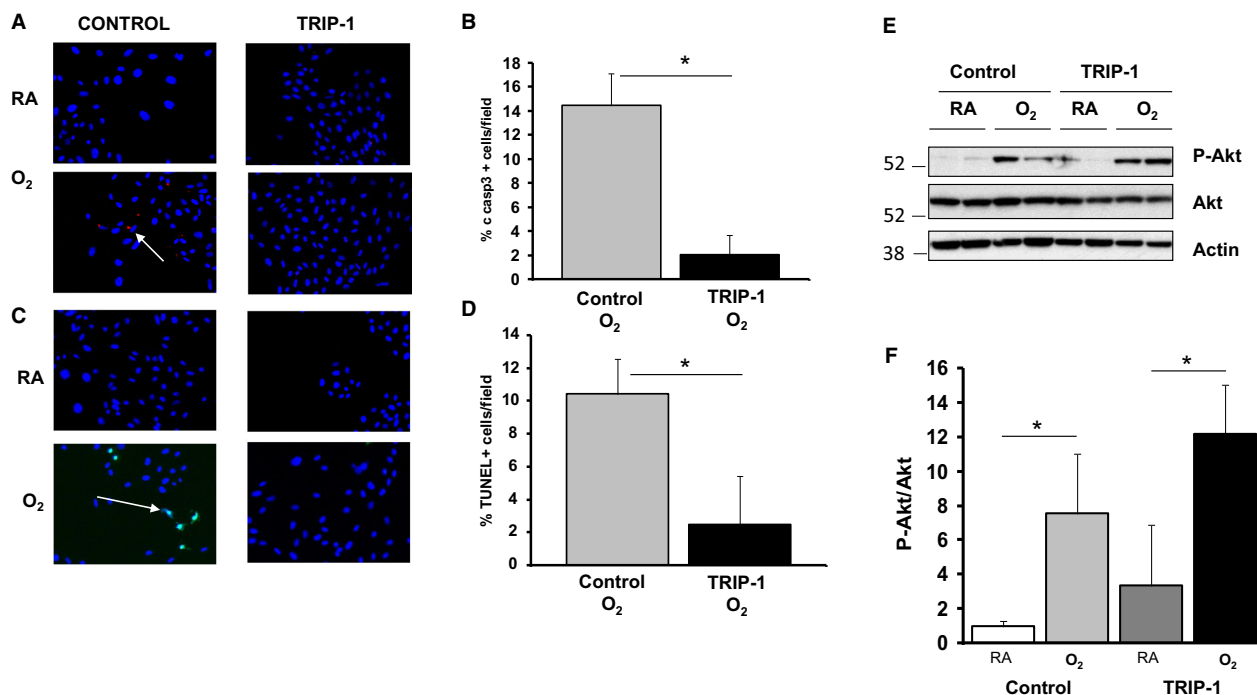 A
CONTROL
TRIP-1
RA
O2
C
RA
O2
B
% c casp3 + cells/field
18
16
14
12
10
8
6
4
2
0
*
Control
O2
TRIP-1
O2
D
% TUNEL+ cells/field
14
12
10
8
6
4
2
0
*
Control
O2
TRIP-1
O2
E
Control
TRIP-1
RA
O2
RA
O2
52
P-Akt
52
Akt
38
Actin
F
P-Akt/Akt
16
14
12
10
8
6
4
2
0
*
*
RA
O2
RA
O2
Control
TRIP-1